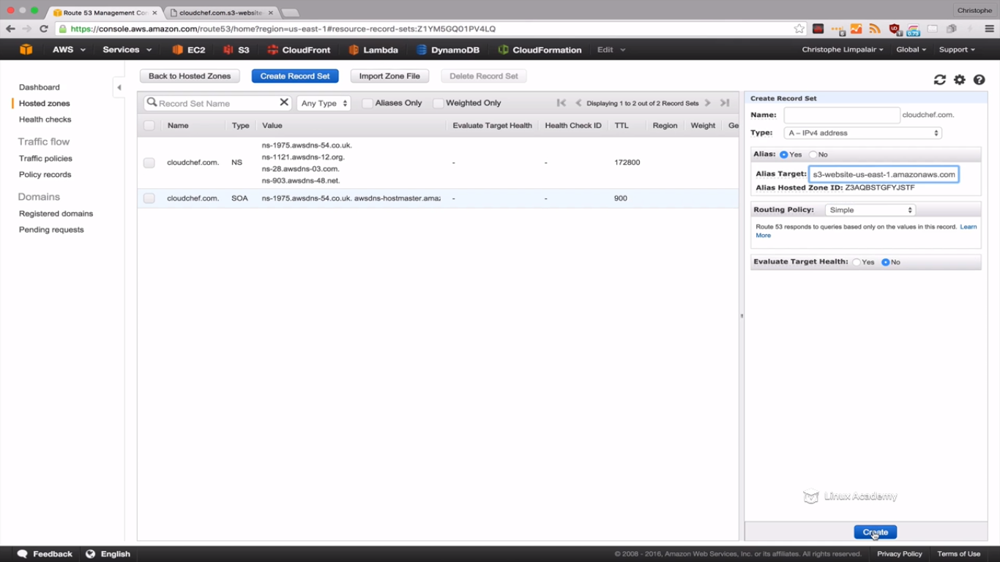 Route 53 Management Co
cloudchef.com.s3-website-
Christophe
https://console.aws.amazon.com/route53/home?region=us-east-1#resource-record-sets:Z1YM5GQ01PV4LQ
AWS Services EC2 S3 CloudFront Lambda DynamoDB CloudFormation Edit Christophe Limpalair Global Support
Dashboard
Hosted zones
Health checks
Traffic flow
Traffic policies
Policy records
Domains
Registered domains
Pending requests
Back to Hosted Zones Create Record Set Import Zone File Delete Record Set
Record Set Name Any Type Aliases Only Weighted Only Displaying 1 to 2 out of 2 Record Sets
Name Type Value Evaluate Target Health Health Check ID TTL Region Weight Ge
cloudchef.com. NS
ns-1975.awsdns-54.co.uk.
ns-1121.awsdns-12.org.
ns-28.awsdns-03.com.
ns-903.awsdns-48.net.
- - 172800
cloudchef.com. SOA ns-1975.awsdns-54.co.uk. awsdns-hostmaster.amaz - - 900
Create Record Set
Name: cloudchef.com.
Type: A – IPv4 address
Alias: Yes No
Alias Target: s3-website-us-east-1.amazonaws.com
Alias Hosted Zone ID: Z3AQBSTGFYJSTF
Routing Policy: Simple
Route 53 responds to queries based only on the values in this record. Learn
More
Evaluate Target Health: Yes No
Linux Academy
Create
Feedback English © 2008 - 2016, Amazon Web Services, Inc. or its affiliates. All rights reserved. Privacy Policy Terms of Use